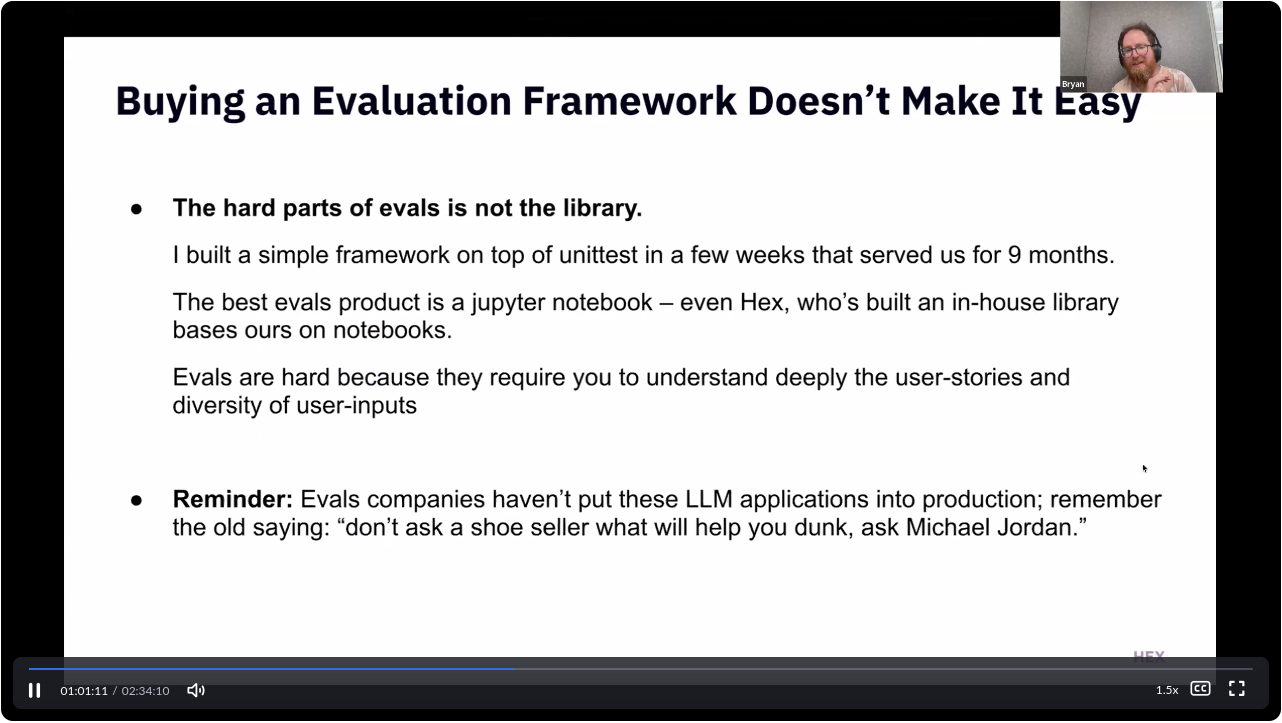 Bryan
Buying an Evaluation Framework Doesn’t Make It Easy
● The hard parts of evals is not the library.
I built a simple framework on top of unittest in a few weeks that served us for 9 months.
The best evals product is a jupyter notebook – even Hex, who’s built an in-house library
bases ours on notebooks.
Evals are hard because they require you to understand deeply the user-stories and
diversity of user-inputs
● Reminder: Evals companies haven’t put these LLM applications into production; remember
the old saying: “don’t ask a shoe seller what will help you dunk, ask Michael Jordan.”
HEX
01:01:11 / 02:34:10
1.5x
CC